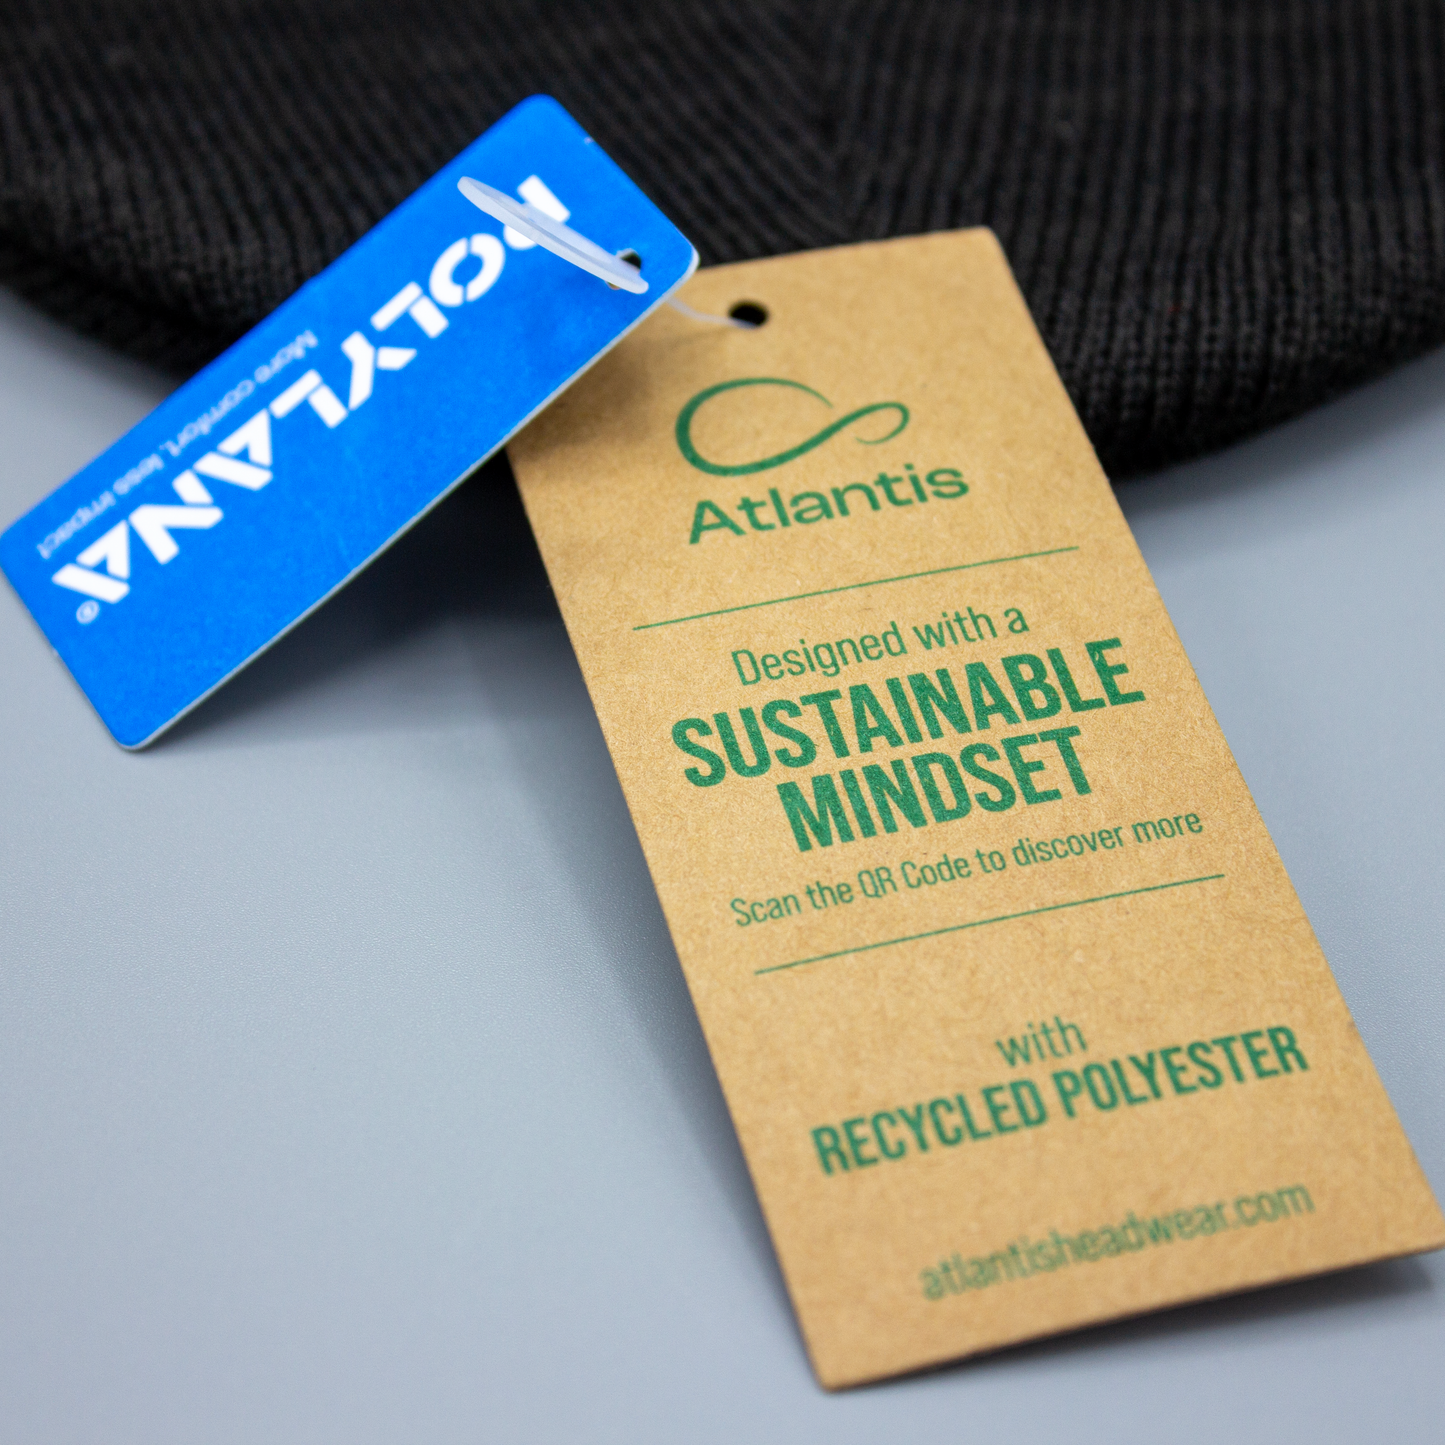 POLYLANA®
More comfort, less impact
Atlantis
Designed with a
SUSTAINABLE
MINDSET
Scan the QR Code to discover more
with
RECYCLED POLYESTER
atlantisheadwear.com